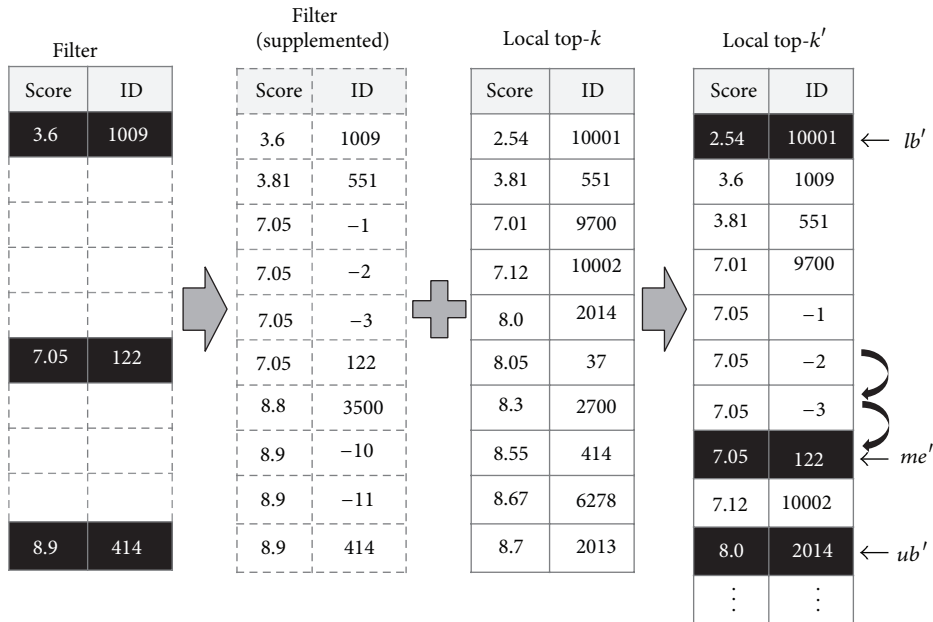 Filter
Score ID
3.6 1009
7.05 122
8.9 414
Filter
(supplemented)
Score ID
3.6 1009
3.81 551
7.05 −1
7.05 −2
7.05 −3
7.05 122
8.8 3500
8.9 −10
8.9 −11
8.9 414
Local top-k
Score ID
2.54 10001
3.81 551
7.01 9700
7.12 10002
8.0 2014
8.05 37
8.3 2700
8.55 414
8.67 6278
8.7 2013
Local top-k′
Score ID
2.54 10001 ← lb′
3.6 1009
3.81 551
7.01 9700
7.05 −1
7.05 −2
7.05 −3
7.05 122 ← me′
7.12 10002
8.0 2014 ← ub′
⋮ ⋮